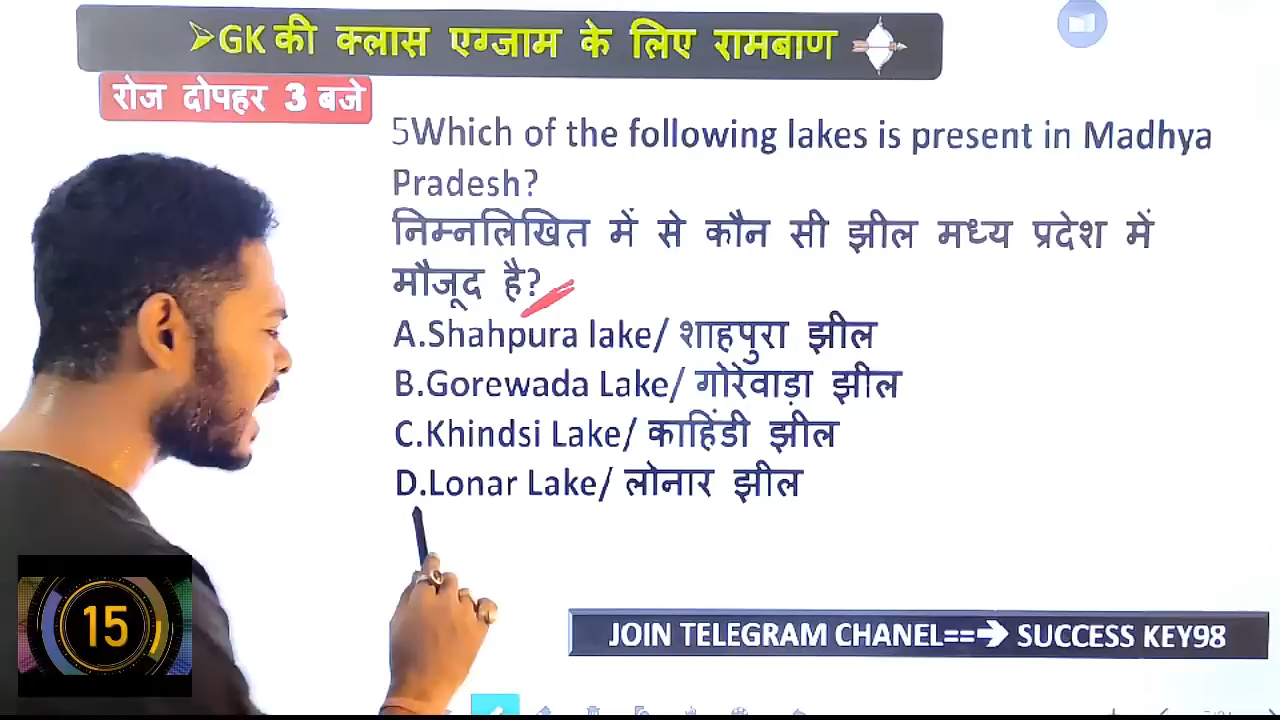 ➢GK की क्लास एग्जाम के लिए रामबाण
रोज दोपहर 3 बजे
5Which of the following lakes is present in Madhya
Pradesh?
निम्नलिखित में से कौन सी झील मध्य प्रदेश में
मौजूद है?
A.Shahpura lake/ शाहपुरा झील
B.Gorewada Lake/ गोरेवाड़ा झील
C.Khindsi Lake/ काहिंडी झील
D.Lonar Lake/ लोनार झील
15
JOIN TELEGRAM CHANEL==➔ SUCCESS KEY98